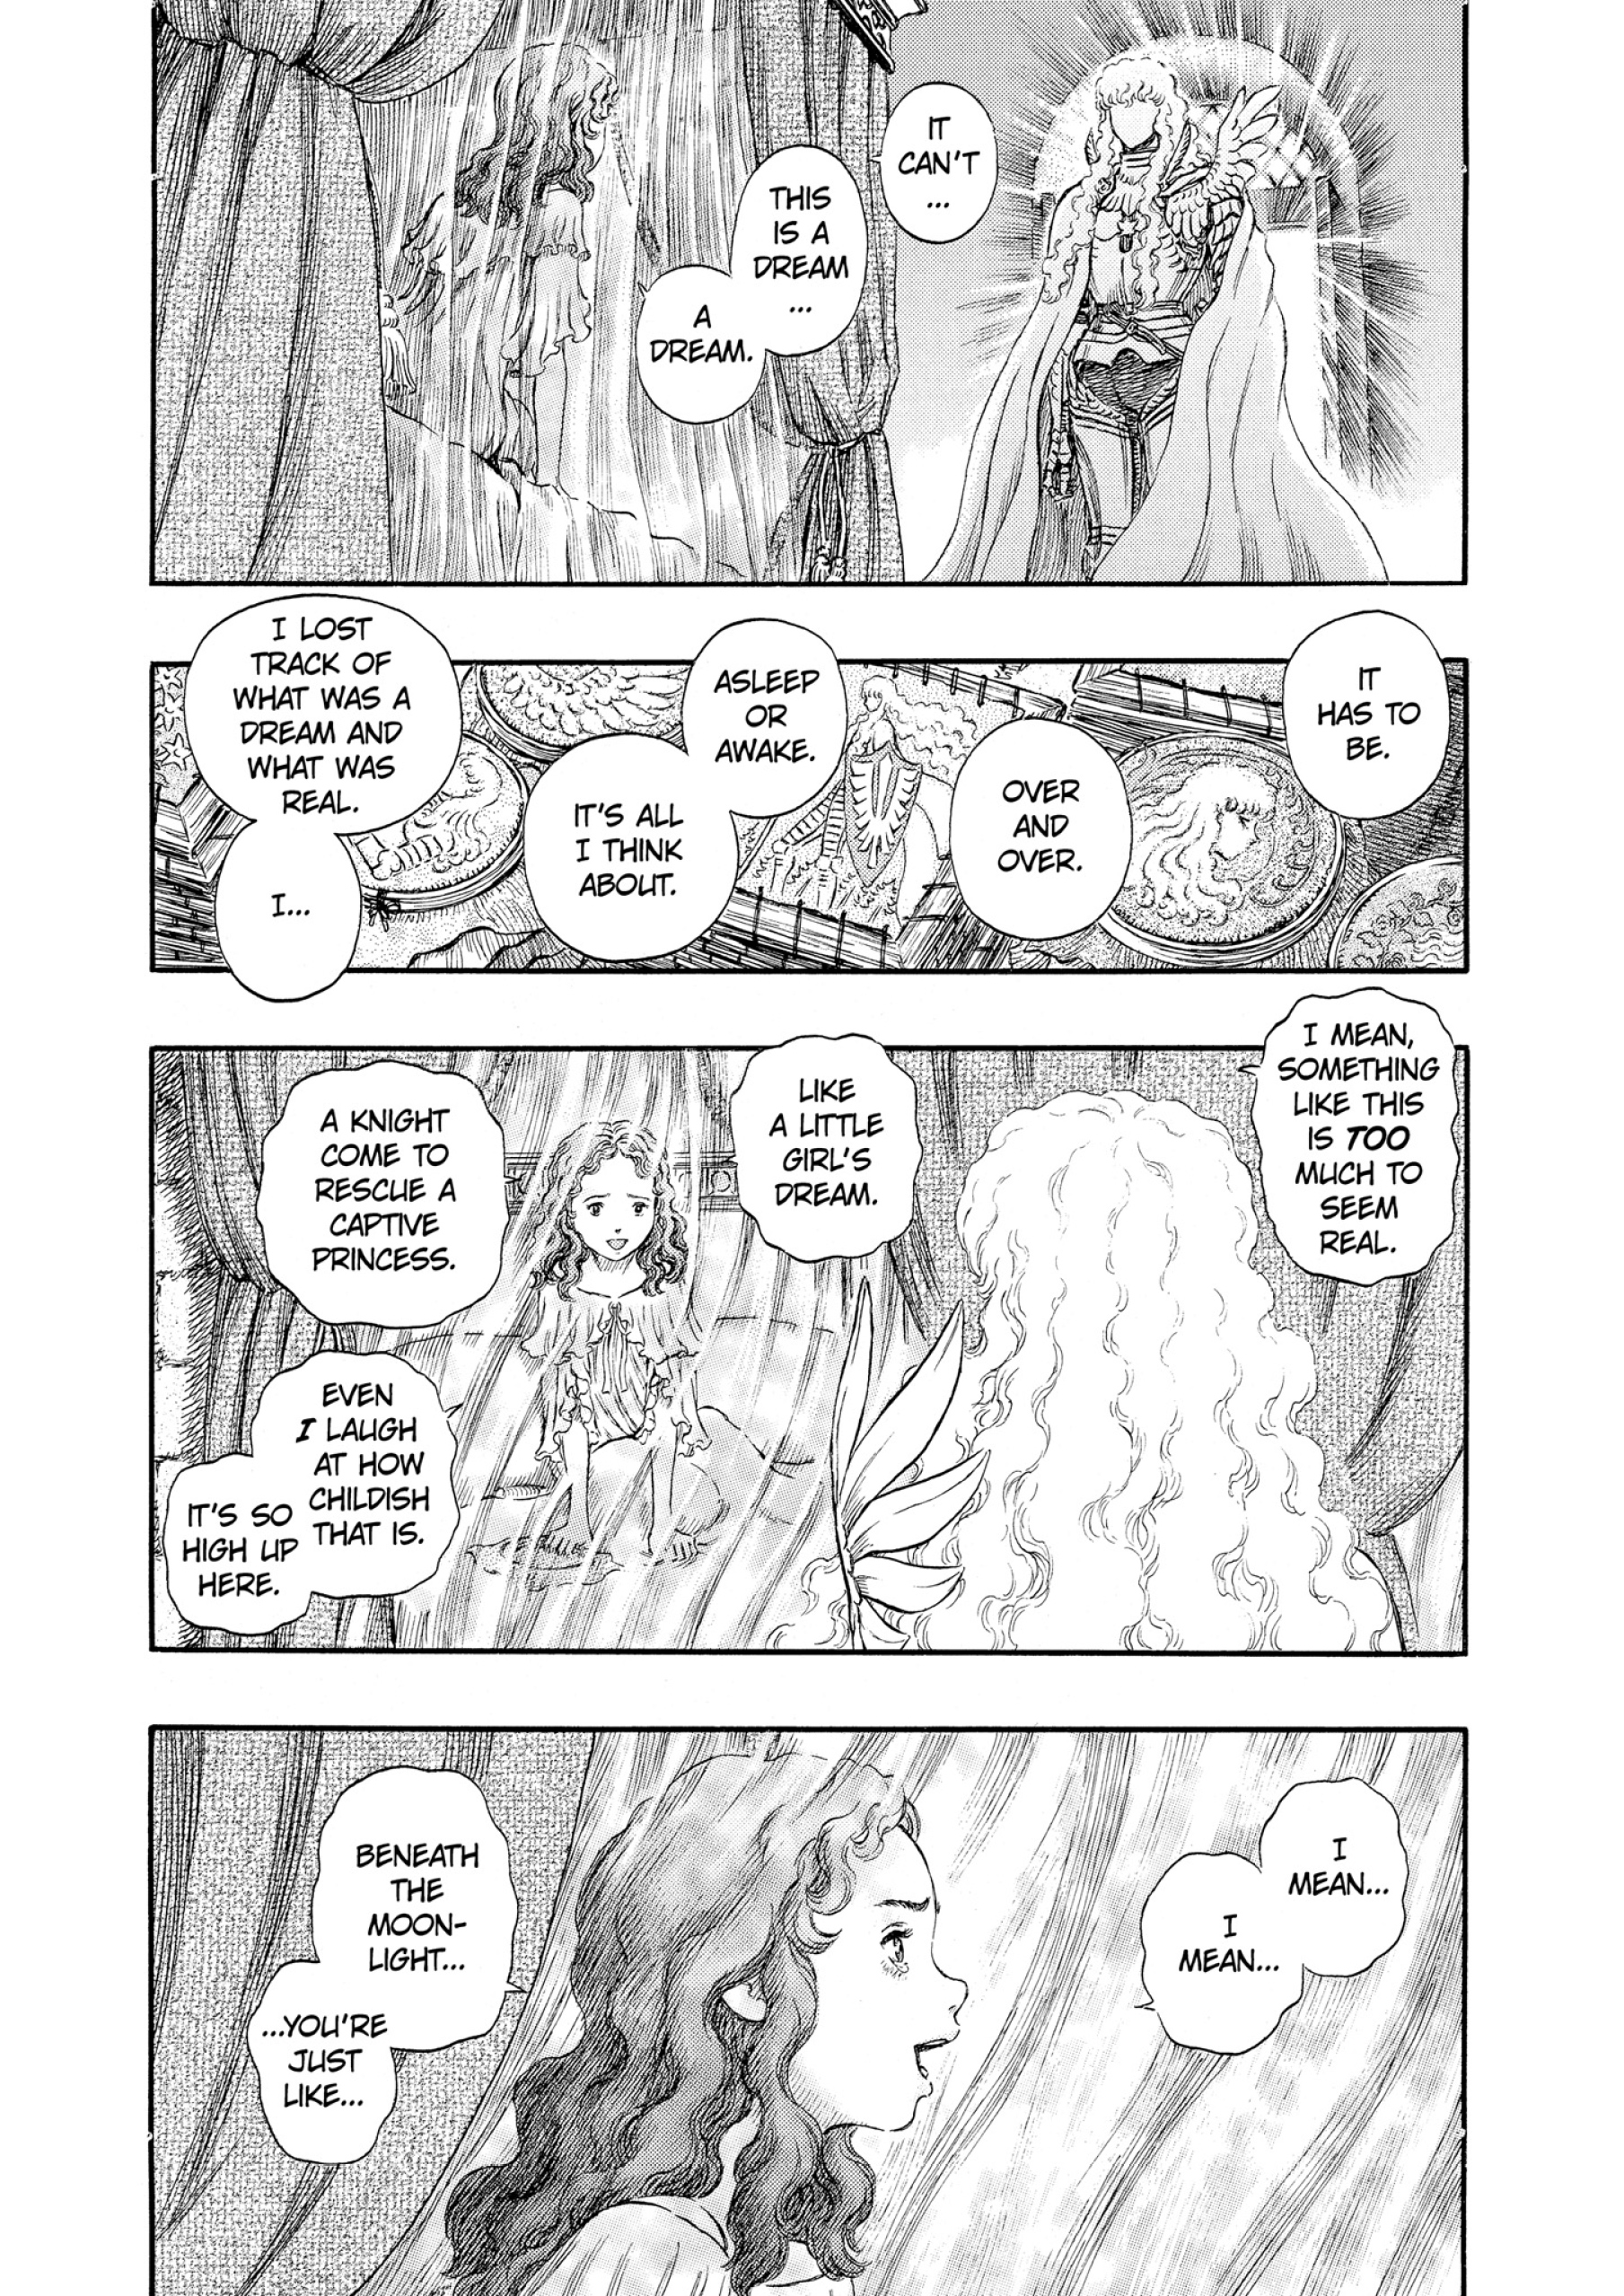 IT
CAN'T
...
THIS
IS A
DREAM
...
A
DREAM.
IT
HAS TO
BE.
OVER
AND
OVER.
ASLEEP
OR
AWAKE.
IT'S ALL
I THINK
ABOUT.
I LOST
TRACK OF
WHAT WAS A
DREAM AND
WHAT WAS
REAL.
I...
I MEAN,
SOMETHING
LIKE THIS
IS TOO
MUCH TO
SEEM
REAL.
LIKE
A LITTLE
GIRL'S
DREAM.
A KNIGHT
COME TO
RESCUE A
CAPTIVE
PRINCESS.
EVEN
I LAUGH
AT HOW
CHILDISH
THAT IS.
IT'S SO
HIGH UP
HERE.
I
MEAN...
I
MEAN...
BENEATH
THE
MOON-
LIGHT...
...YOU'RE
JUST
LIKE...